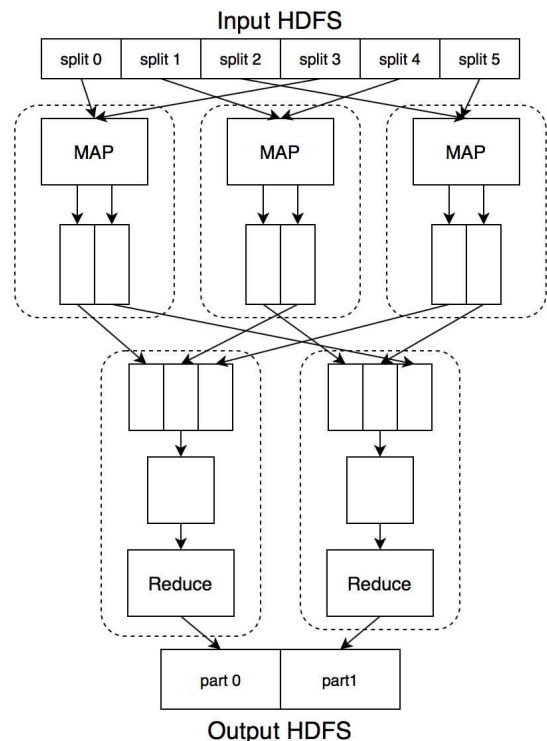 Input HDFS
split 0 split 1 split 2 split 3 split 4 split 5
MAP MAP MAP
Reduce Reduce
part 0 part1
Output HDFS